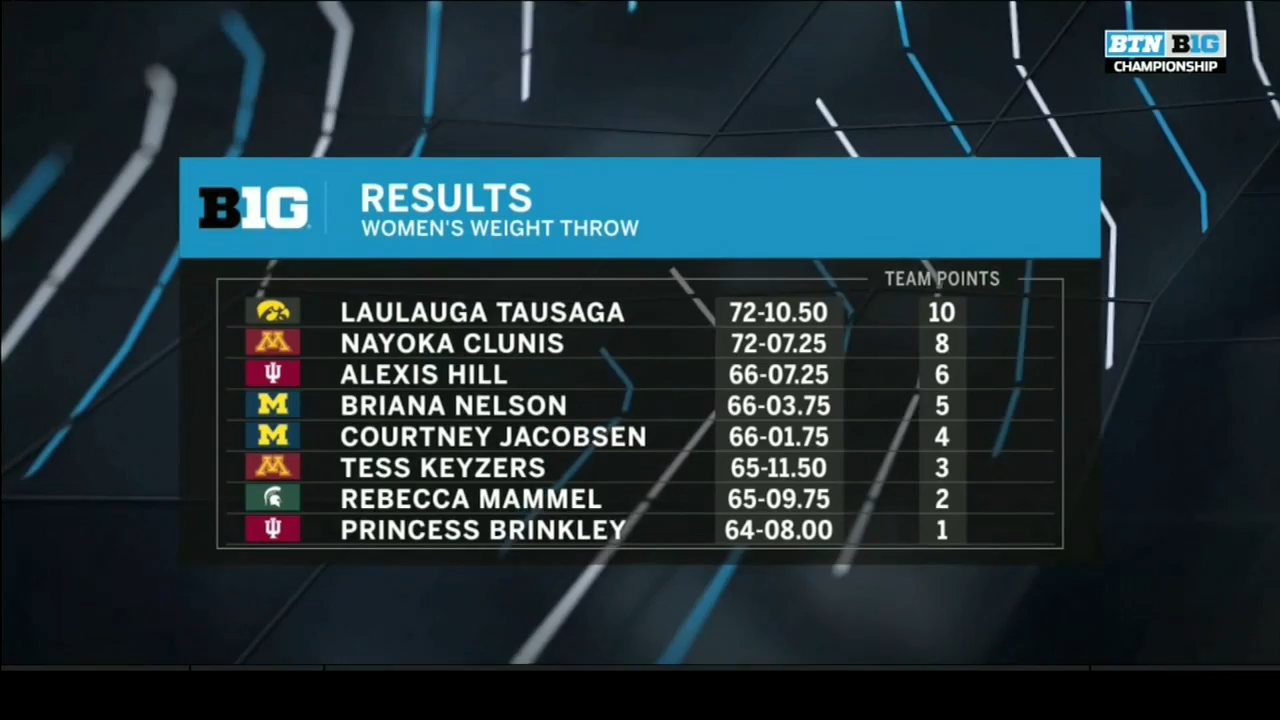 BTN B1G
CHAMPIONSHIP
B1G
RESULTS
WOMEN'S WEIGHT THROW
TEAM POINTS
LAULAUGA TAUSAGA 72-10.50 10
M NAYOKA CLUNIS 72-07.25 8
ALEXIS HILL 66-07.25 6
M BRIANA NELSON 66-03.75 5
M COURTNEY JACOBSEN 66-01.75 4
M TESS KEYZERS 65-11.50 3
REBECCA MAMMEL 65-09.75 2
PRINCESS BRINKLEY 64-08.00 1